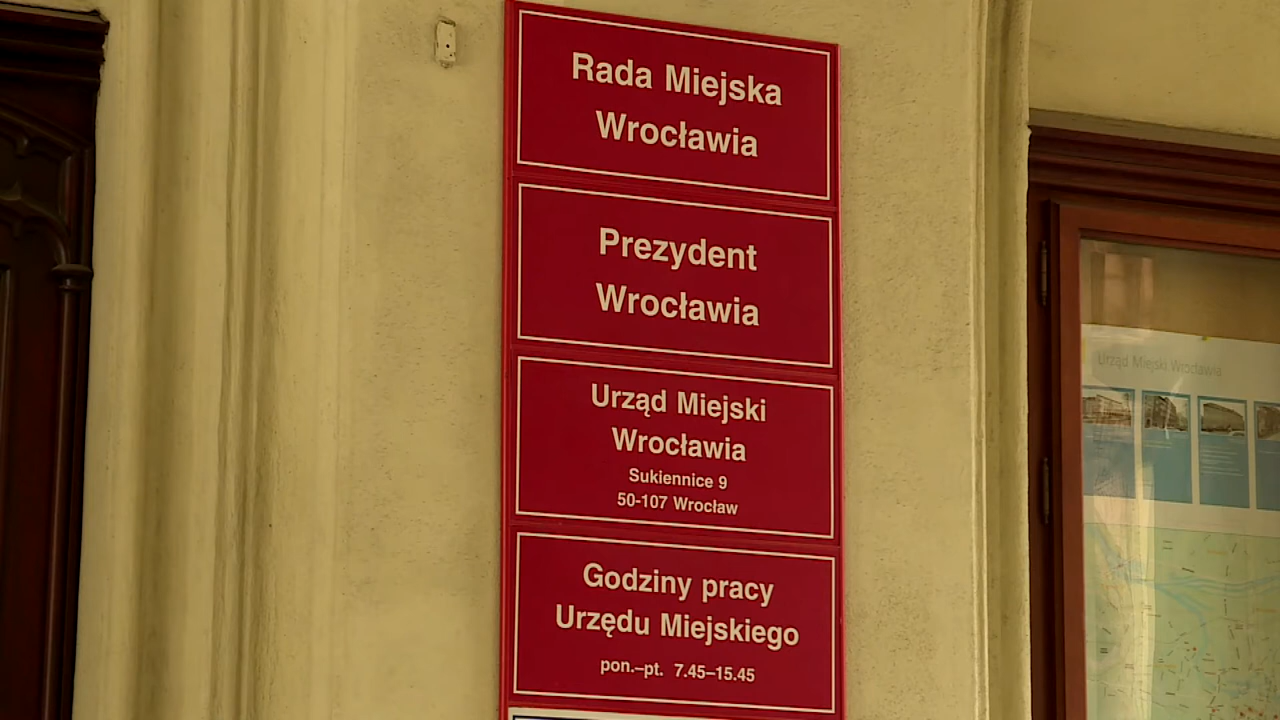 Rada Miejska
Wrocławia
Prezydent
Wrocławia
Urząd Miejski
Wrocławia
Sukiennice 9
50-107 Wrocław
Godziny pracy
Urzędu Miejskiego
pon.–pt. 7.45–15.45
Urząd Miejski Wrocławia